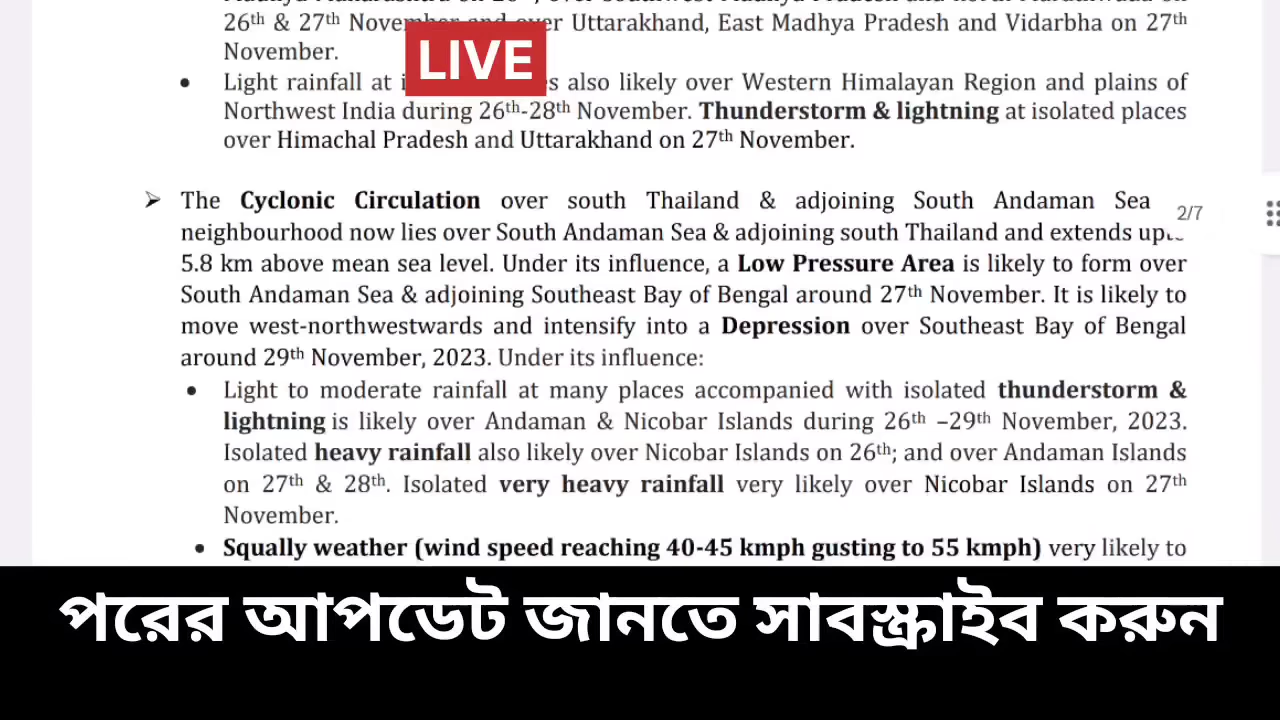 26th & 27th November and over Uttarakhand, East Madhya Pradesh and Vidarbha on 27th
November.
LIVE
• Light rainfall at also likely over Western Himalayan Region and plains of
Northwest India during 26th-28th November. Thunderstorm & lightning at isolated places
over Himachal Pradesh and Uttarakhand on 27th November.
➢ The Cyclonic Circulation over south Thailand & adjoining South Andaman Sea
2/7
neighbourhood now lies over South Andaman Sea & adjoining south Thailand and extends upto
5.8 km above mean sea level. Under its influence, a Low Pressure Area is likely to form over
South Andaman Sea & adjoining Southeast Bay of Bengal around 27th November. It is likely to
move west-northwestwards and intensify into a Depression over Southeast Bay of Bengal
around 29th November, 2023. Under its influence:
• Light to moderate rainfall at many places accompanied with isolated thunderstorm &
lightning is likely over Andaman & Nicobar Islands during 26th –29th November, 2023.
Isolated heavy rainfall also likely over Nicobar Islands on 26th; and over Andaman Islands
on 27th & 28th. Isolated very heavy rainfall very likely over Nicobar Islands on 27th
November.
• Squally weather (wind speed reaching 40-45 kmph gusting to 55 kmph) very likely to
পরের আপডেট জানতে সাবস্ক্রাইব করুন